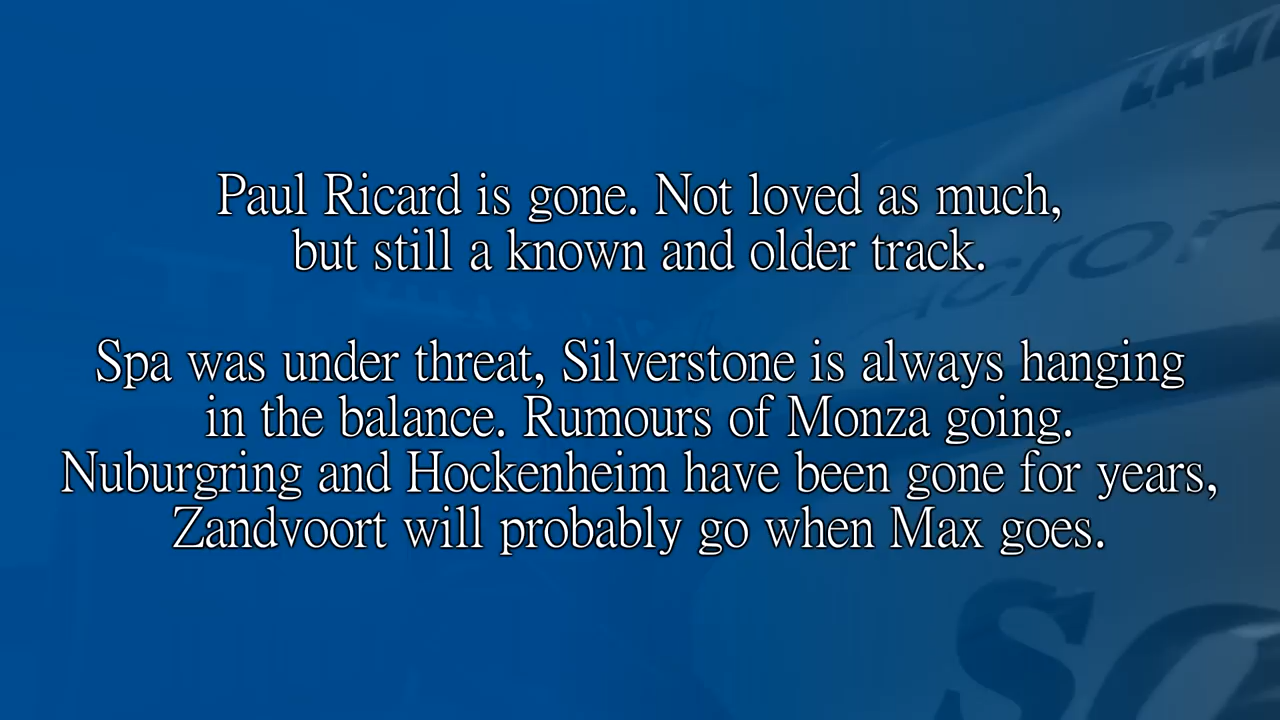 Paul Ricard is gone. Not loved as much,
but still a known and older track.
Spa was under threat, Silverstone is always hanging
in the balance. Rumours of Monza going.
Nuburgring and Hockenheim have been gone for years,
Zandvoort will probably go when Max goes.